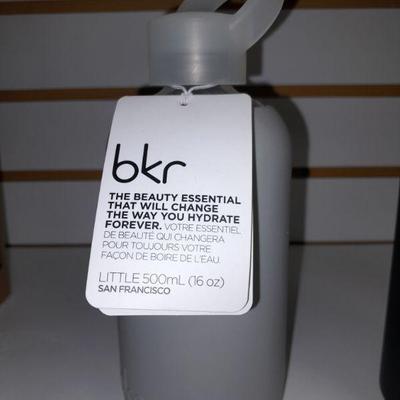 bkr
THE BEAUTY ESSENTIAL
THAT WILL CHANGE
THE WAY YOU HYDRATE
FOREVER. VOTRE ESSENTIEL
DE BEAUTÉ QUI CHANGERA
POUR TOUJOURS VOTRE
FAÇON DE BOIRE DE L'EAU.
LITTLE 500mL (16 oz)
SAN FRANCISCO